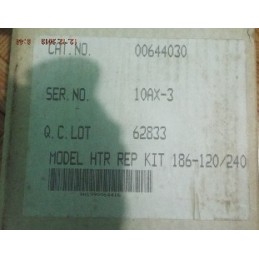 CAT.NO. 00644030
SER.NO. 10AX-3
Q.C.LOT 62833
MODEL HTR REP KIT 186-120/240